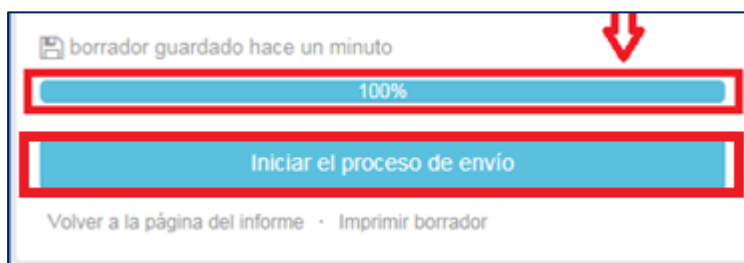 borrador guardado hace un minuto
100%
Iniciar el proceso de envío
Volver a la página del informe · Imprimir borrador